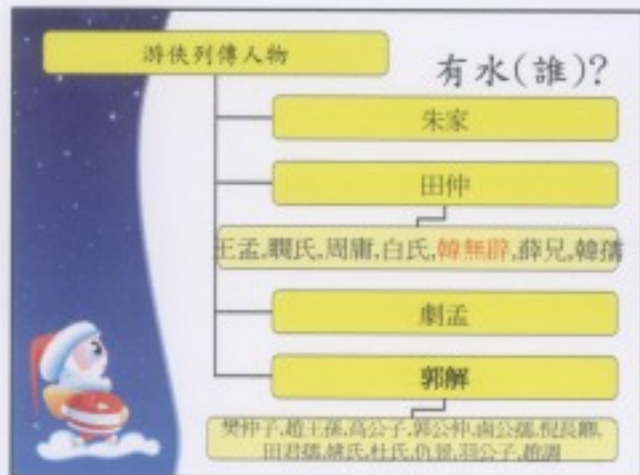 游俠列傳人物
有水(誰)?
朱家
田仲
王孟,瞯氏,周庸,白氏,韓無辟,薛兄,韓孺
劇孟
郭解
樊仲子,趙王孫,高公子,郭公仲,鹵公孺,倪長卿,
田君孺,姚氏,杜氏,仇景,羽公子,趙調